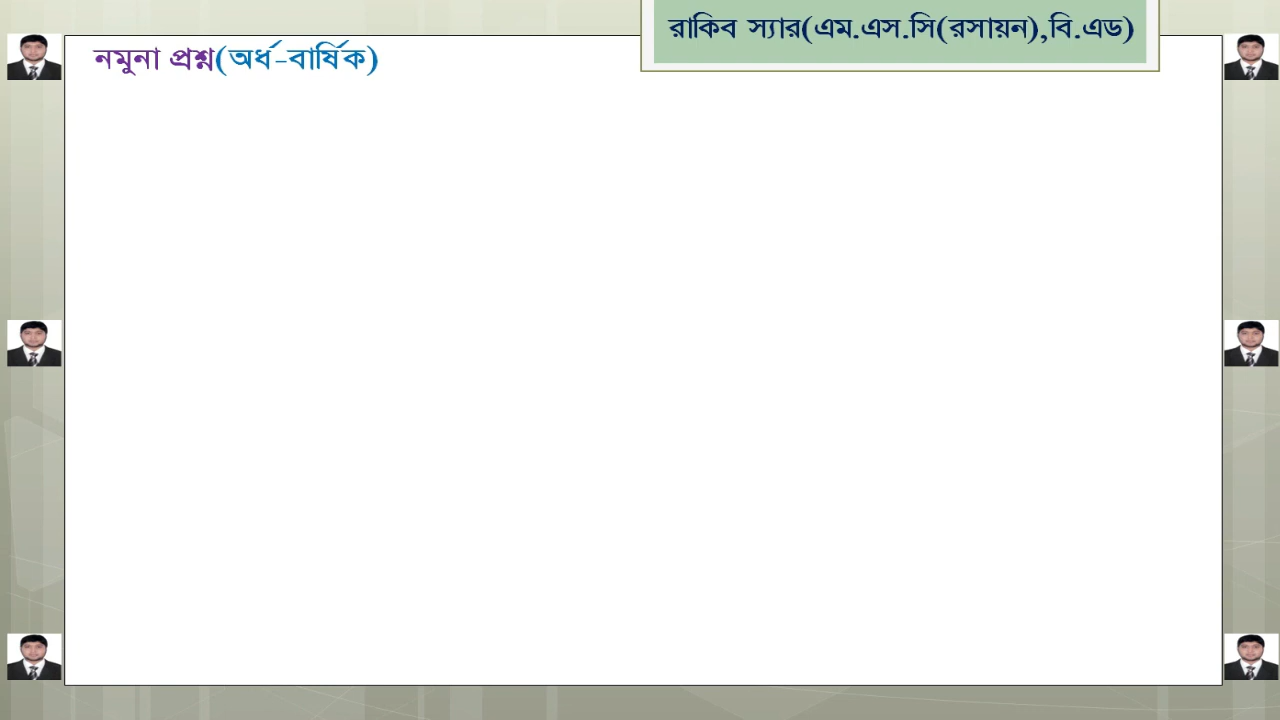 রাকিব স্যার(এম.এস.সি(রসায়ন),বি.এড)
নমুনা প্রশ্ন(অর্ধ-বার্ষিক)